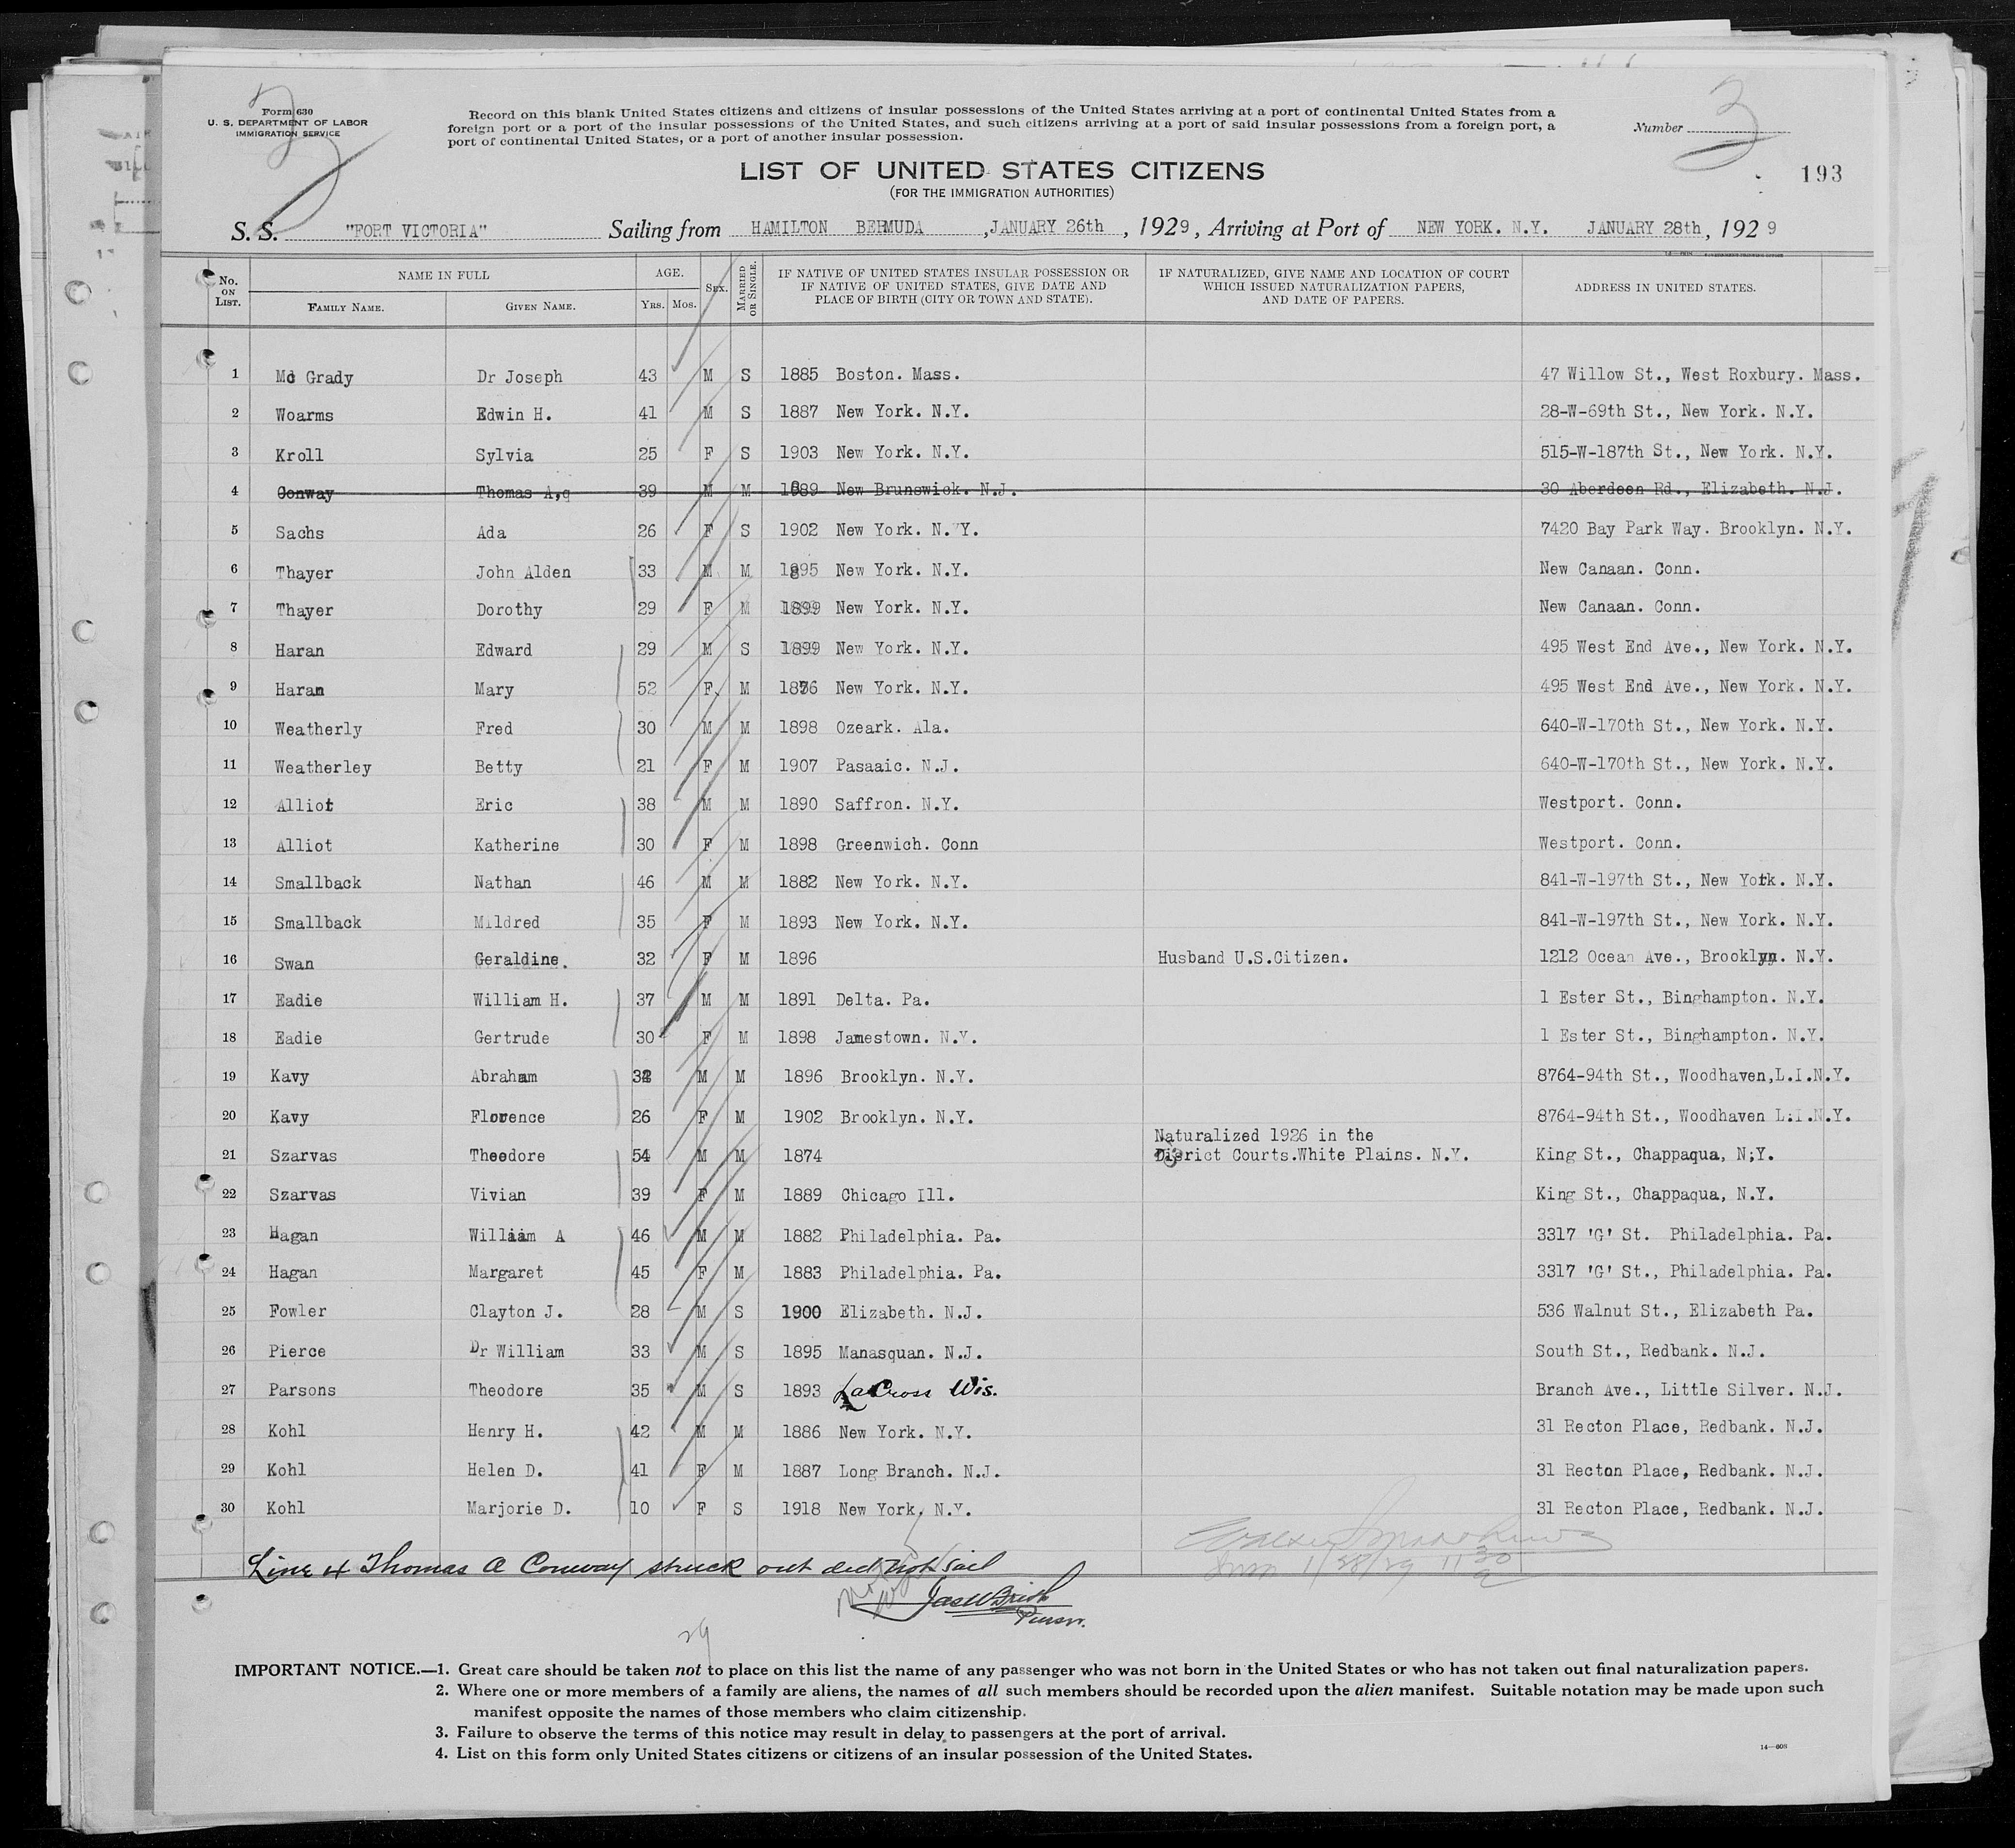 Form 630
U. S. DEPARTMENT OF LABOR
IMMIGRATION SERVICE
Record on this blank United States citizens and citizens of insular possessions of the United States arriving at a port of continental United States from a
foreign port or a port of the insular possessions of the United States, and such citizens arriving at a port of said insular possessions from a foreign port, a
port of continental United States, or a port of another insular possession.
Number 3
3
LIST OF UNITED STATES CITIZENS
(FOR THE IMMIGRATION AUTHORITIES)
193
S. S. "FORT VICTORIA" Sailing from HAMILTON BERMUDA ,JANUARY 26th , 1929, Arriving at Port of NEW YORK. N.Y. JANUARY 28th, 1929
No. ON LIST. NAME IN FULL FAMILY NAME. GIVEN NAME. AGE. YRS. MOS. SEX. MARRIED OR SINGLE. IF NATIVE OF UNITED STATES INSULAR POSSESSION OR IF NATIVE OF UNITED STATES, GIVE DATE AND PLACE OF BIRTH (CITY OR TOWN AND STATE). IF NATURALIZED, GIVE NAME AND LOCATION OF COURT WHICH ISSUED NATURALIZATION PAPERS, AND DATE OF PAPERS. ADDRESS IN UNITED STATES.
1 Mc Grady Dr Joseph 43 M S 1885 Boston. Mass. 47 Willow St., West Roxbury. Mass.
2 Woarms Edwin H. 41 M S 1887 New York. N.Y. 28-W-69th St., New York. N.Y.
3 Kroll Sylvia 25 F S 1903 New York. N.Y. 515-W-187th St., New York. N.Y.
4 Conway Thomas A,q 39 M M 1889 New Brunswick. N.J. 30 Aberdeen Rd., Elizabeth. N.J.
5 Sachs Ada 26 F S 1902 New York. N.Y. 7420 Bay Park Way. Brooklyn. N.Y.
6 Thayer John Alden 33 M M 1895 New York. N.Y. New Canaan. Conn.
7 Thayer Dorothy 29 F M 1899 New York. N.Y. New Canaan. Conn.
8 Haran Edward 29 M S 1899 New York. N.Y. 495 West End Ave., New York. N.Y.
9 Haran Mary 52 F M 1876 New York. N.Y. 495 West End Ave., New York. N.Y.
10 Weatherly Fred 30 M M 1898 Ozeark. Ala. 640-W-170th St., New York. N.Y.
11 Weatherley Betty 21 F M 1907 Pasaaic. N.J. 640-W-170th St., New York. N.Y.
12 Alliot Eric 38 M M 1890 Saffron. N.Y. Westport. Conn.
13 Alliot Katherine 30 F M 1898 Greenwich. Conn Westport. Conn.
14 Smallback Nathan 46 M M 1882 New York. N.Y. 841-W-197th St., New York. N.Y.
15 Smallback Mildred 35 F M 1893 New York. N.Y. 841-W-197th St., New York. N.Y.
16 Swan Geraldine. 32 F M 1896 Husband U.S.Citizen. 1212 Ocean Ave., Brooklyn. N.Y.
17 Eadie William H. 37 M M 1891 Delta. Pa. 1 Ester St., Binghampton. N.Y.
18 Eadie Gertrude 30 F M 1898 Jamestown. N.Y. 1 Ester St., Binghampton. N.Y.
19 Kavy Abraham 32 M M 1896 Brooklyn. N.Y. 8764-94th St., Woodhaven,L.I.N.Y.
20 Kavy Florence 26 F M 1902 Brooklyn. N.Y. 8764-94th St., Woodhaven L.I.N.Y.
Naturalized 1926 in the
21 Szarvas Theodore 54 M M 1874 Disrict Courts.White Plains. N.Y. King St., Chappaqua, N;Y.
22 Szarvas Vivian 39 F M 1889 Chicago Ill. King St., Chappaqua, N.Y.
23 Hagan William A 46 M M 1882 Philadelphia. Pa. 3317 'G' St. Philadelphia. Pa.
24 Hagan Margaret 45 F M 1883 Philadelphia. Pa. 3317 'G' St., Philadelphia. Pa.
25 Fowler Clayton J. 28 M S 1900 Elizabeth. N.J. 536 Walnut St., Elizabeth Pa.
26 Pierce Dr William 33 M S 1895 Manasquan. N.J. South St., Redbank. N.J.
27 Parsons Theodore 35 M S 1893 La Cross Wis. Branch Ave., Little Silver. N.J.
28 Kohl Henry H. 42 M M 1886 New York. N.Y. 31 Recton Place, Redbank. N.J.
29 Kohl Helen D. 41 F M 1887 Long Branch. N.J. 31 Recton Place, Redbank. N.J.
30 Kohl Marjorie D. 10 F S 1918 New York, N.Y. 31 Recton Place, Redbank. N.J.
Line 4 Thomas A Conway struck out did not sail
1/28/29 11 30
Purser.
29
IMPORTANT NOTICE.—1. Great care should be taken not to place on this list the name of any passenger who was not born in the United States or who has not taken out final naturalization papers.
2. Where one or more members of a family are aliens, the names of all such members should be recorded upon the alien manifest. Suitable notation may be made upon such
manifest opposite the names of those members who claim citizenship.
3. Failure to observe the terms of this notice may result in delay to passengers at the port of arrival.
4. List on this form only United States citizens or citizens of an insular possession of the United States.
14—608